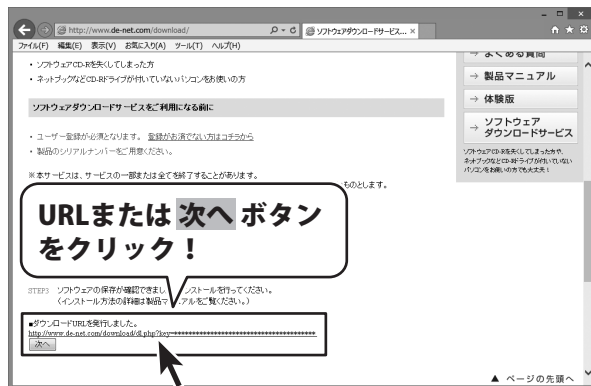 http://www.de-net.com/download/
ソフトウェアダウンロードサービス... ×
ファイル(F) 編集(E) 表示(V) お気に入り(A) ツール(T) ヘルプ(H)
・ソフトウェアCD-Rを失くしてしまった方
・ネットブックなどCD-Rドライブが付いていないパソコンをお使いの方
ソフトウェアダウンロードサービスをご利用になる前に
・ユーザー登録が必須となります。 登録がお済でない方はコチラから
・製品のシリアルナンバーをご用意ください。
※本サービスは、サービスの一部または全てを終了することがあります。
ものとします。
URLまたは 次へ ボタン
をクリック！
STEP3 ソフトウェアの保存が確認できまし
ンストールを行ってください。
(インストール方法の詳細は製品マ
アルをご覧ください。)
■ダウンロードURLを発行しました。
http://www.de-net.com/download/dl.php?key=****************************************
次へ
→ よくある質問
→ 製品マニュアル
→ 体験版
→ ソフトウェア
ダウンロードサービス
ソフトウェアCD-Rを失くしてしまった方や、
ネットブックなどCD-Rドライブが付いていない
パソコンをお使いの方でも大丈夫！
▲ ページの先頭へ